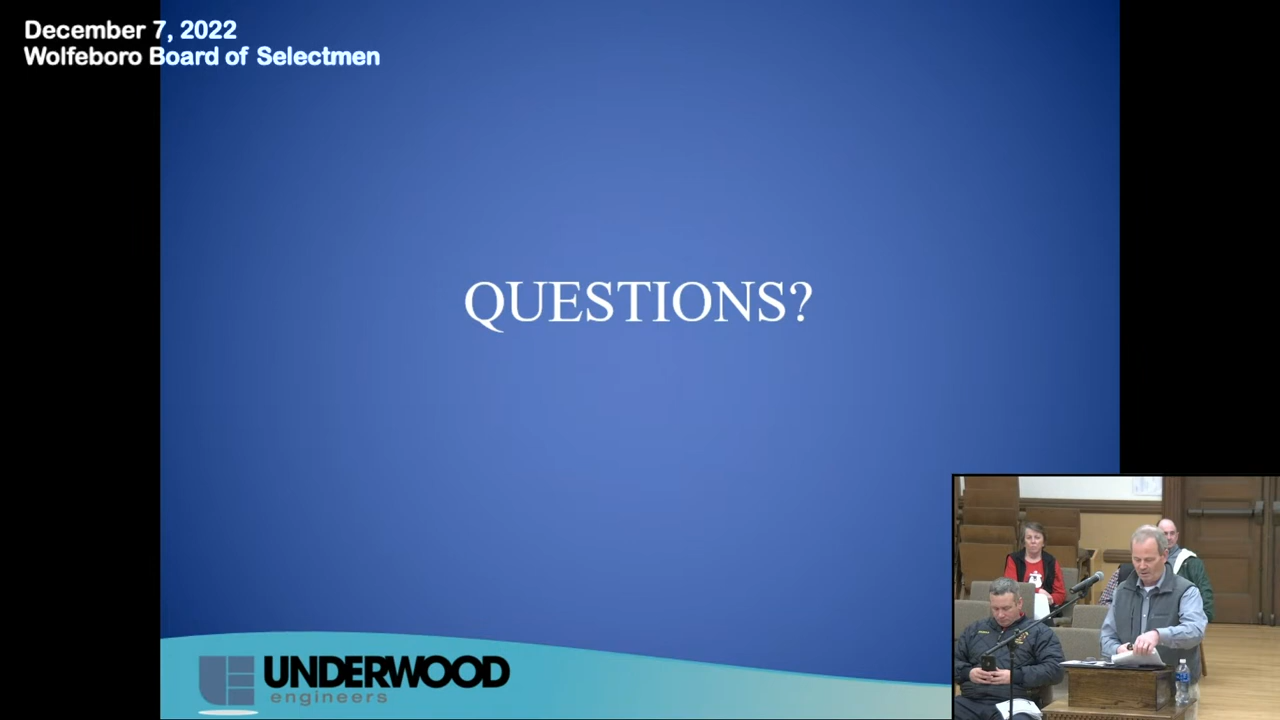 December 7, 2022
Wolfeboro Board of Selectmen
QUESTIONS?
UNDERWOOD
engineers